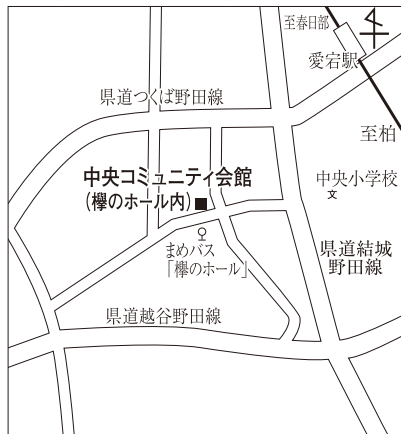 至春日部
愛宕駅
県道つくば野田線
至柏
中央コミュニティ会館
(欅のホール内)
中央小学校
文
まめバス
「欅のホール」
県道結城
野田線
県道越谷野田線